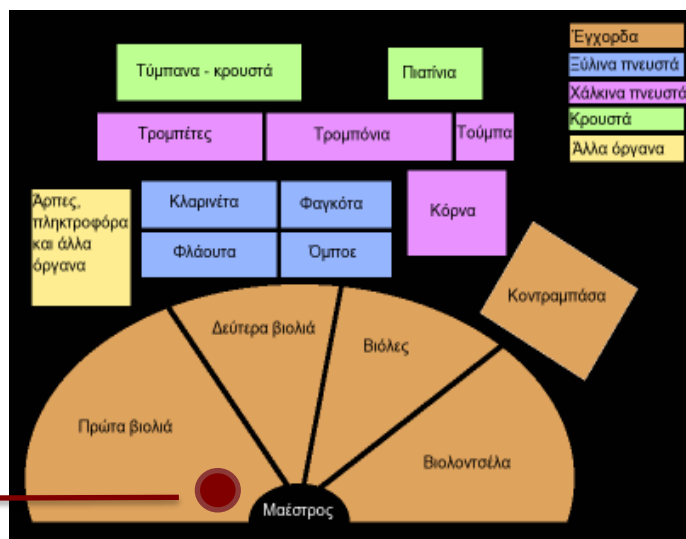 Έγχορδα
Ξύλινα πνευστά
Χάλκινα πνευστά
Κρουστά
Άλλα όργανα
Τύμπανα - κρουστά
Πιατίνια
Τρομπέτες
Τρομπόνια
Τούμπα
Άρπες,
πληκτροφόρα
και άλλα
όργανα
Κλαρινέτα
Φαγκότα
Κόρνα
Φλάουτα
Όμποε
Κοντραμπάσα
Δεύτερα βιολιά
Βιόλες
Πρώτα βιολιά
Βιολοντσέλα
Μαέστρος